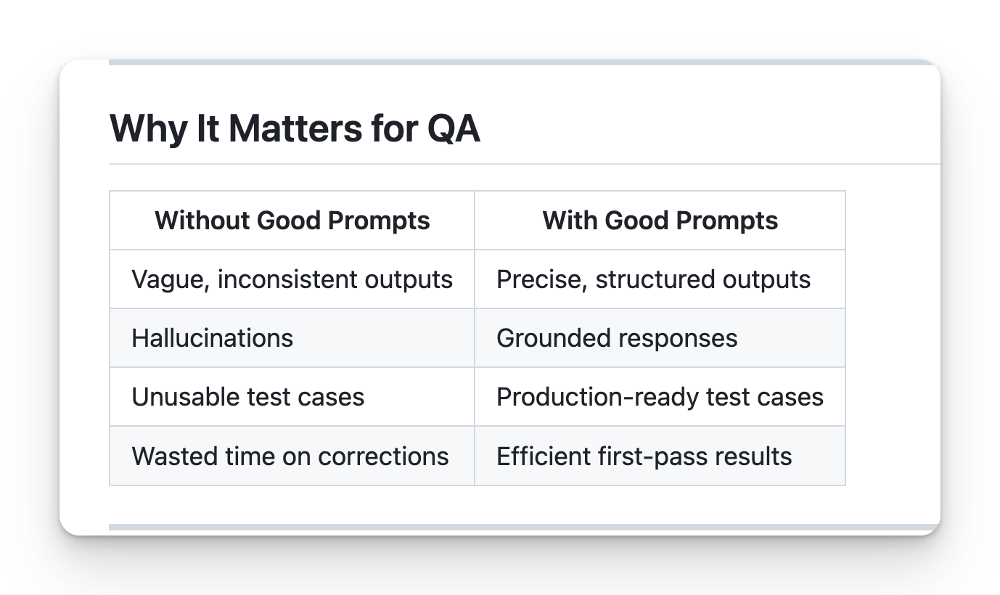 Why It Matters for QA
Without Good Prompts With Good Prompts
Vague, inconsistent outputs Precise, structured outputs
Hallucinations Grounded responses
Unusable test cases Production-ready test cases
Wasted time on corrections Efficient first-pass results